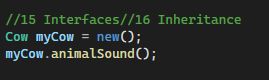 //15 Interfaces//16 Inheritance
Cow myCow = new();
myCow.animalSound();